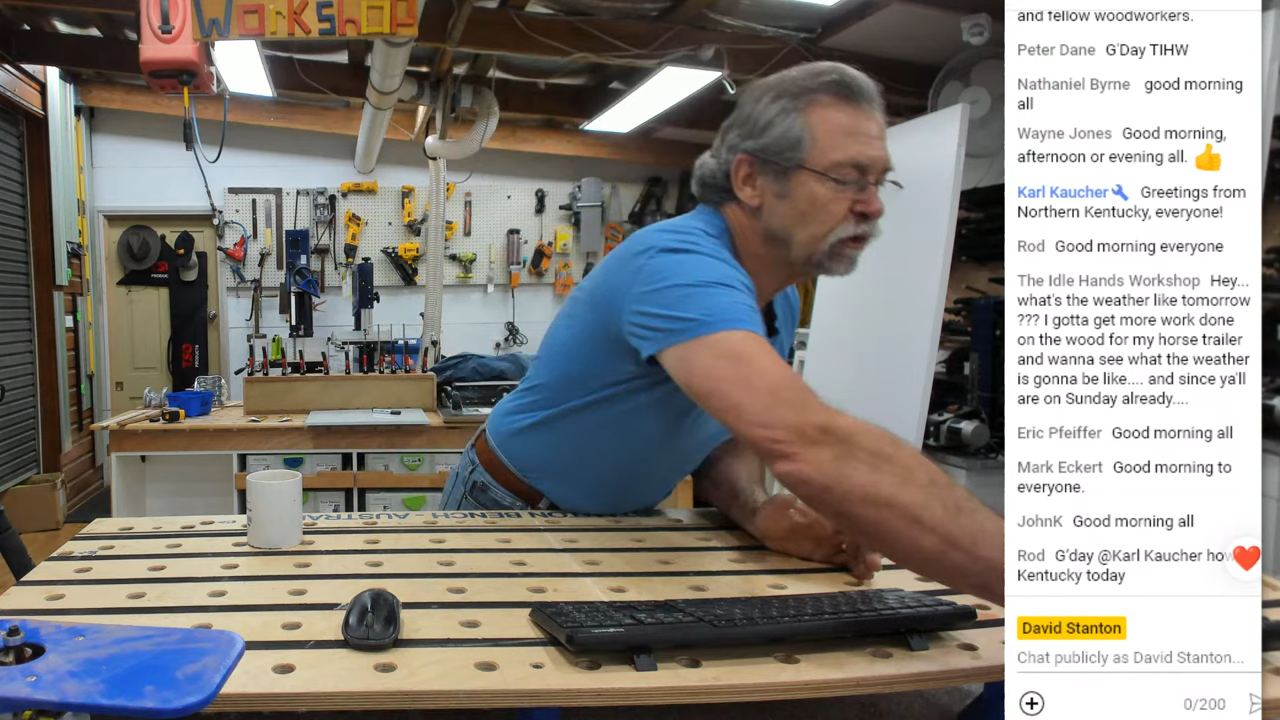 Workshop
TSO
PRODUCTS
ON BENCH - AUSTRA
and fellow woodworkers.
Peter Dane G'Day TIHW
Nathaniel Byrne good morning
all
Wayne Jones Good morning,
afternoon or evening all. 👍
Karl Kaucher Greetings from
Northern Kentucky, everyone!
Rod Good morning everyone
The Idle Hands Workshop Hey...
what's the weather like tomorrow
??? I gotta get more work done
on the wood for my horse trailer
and wanna see what the weather
is gonna be like.... and since ya'll
are on Sunday already....
Eric Pfeiffer Good morning all
Mark Eckert Good morning to
everyone.
JohnK Good morning all
Rod G'day @Karl Kaucher how
Kentucky today
David Stanton
Chat publicly as David Stanton...
0/200